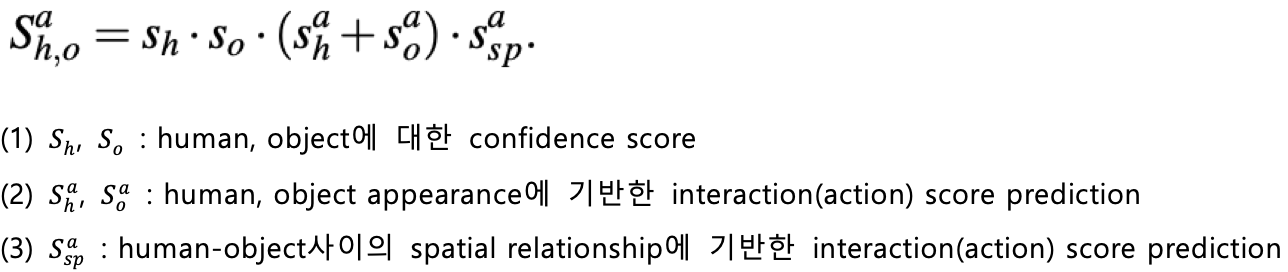 S^a_{h,o} = s_h · s_o · (s^a_h + s^a_o) · s^a_{sp}.
(1) S_h, S_o : human, object에 대한 confidence score
(2) S^a_h, S^a_o : human, object appearance에 기반한 interaction(action) score prediction
(3) S^a_{sp} : human-object사이의 spatial relationship에 기반한 interaction(action) score prediction